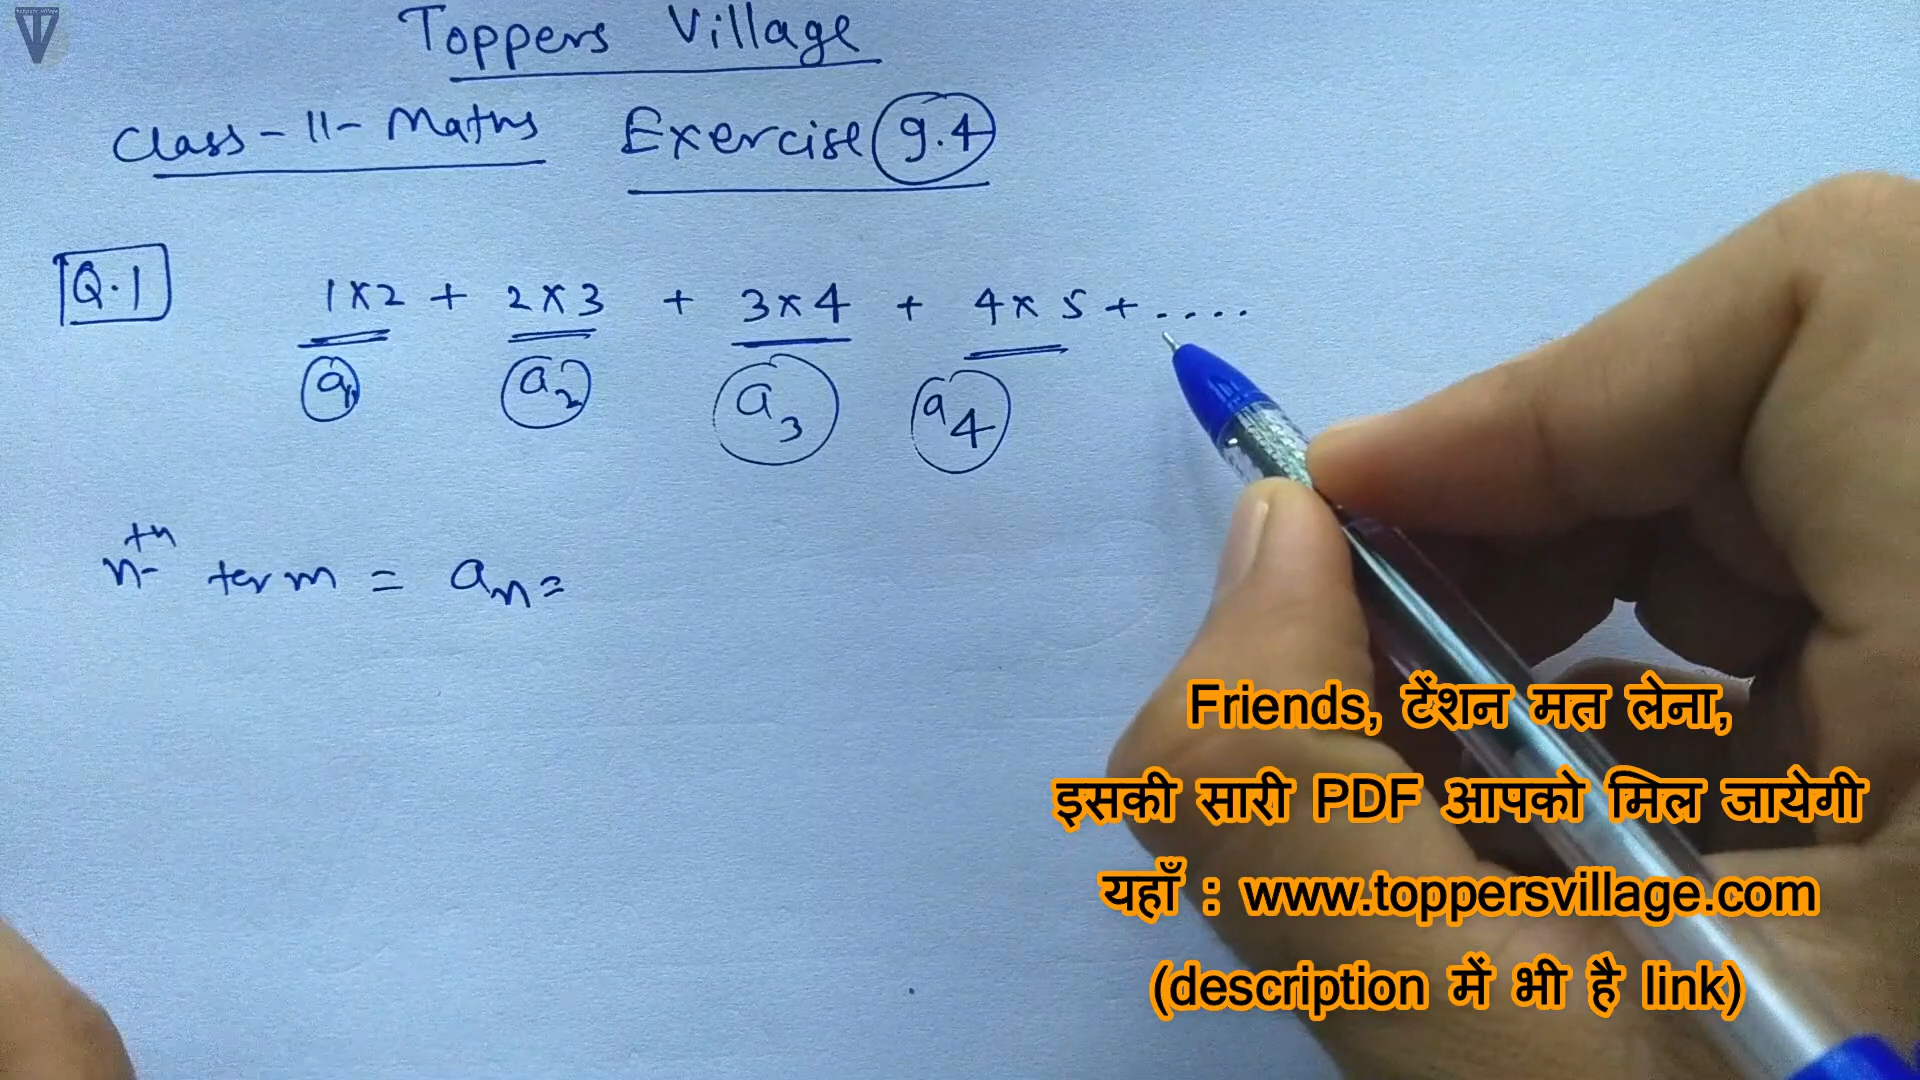 Toppers Village
Class-11-Maths Exercise 9.4
Q.1 1×2 + 2×3 + 3×4 + 4×5 + ....
a1 a2 a3 a4
nth term = an =
Friends, टेंशन मत लेना,
इसकी सारी PDF आपको मिल जायेगी
यहाँ : www.toppersvillage.com
(description में भी है link)